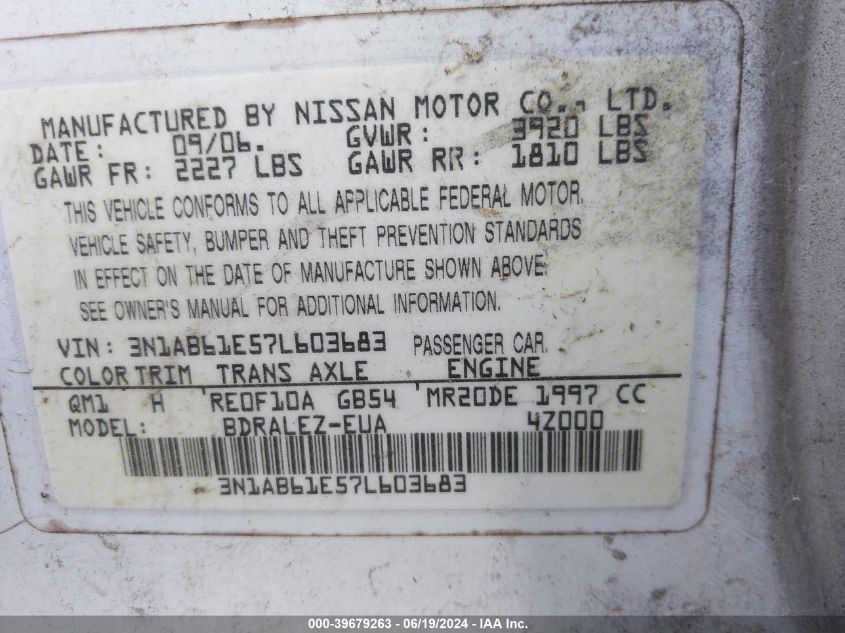 MANUFACTURED BY NISSAN MOTOR CO., LTD.
DATE: 09/06. GVWR: 3920 LBS
GAWR FR: 2227 LBS GAWR RR: 1810 LBS
THIS VEHICLE CONFORMS TO ALL APPLICABLE FEDERAL MOTOR
VEHICLE SAFETY, BUMPER AND THEFT PREVENTION STANDARDS
IN EFFECT ON THE DATE OF MANUFACTURE SHOWN ABOVE.
SEE OWNER'S MANUAL FOR ADDITIONAL INFORMATION.
VIN: 3N1AB61E57L603683 PASSENGER CAR
COLOR TRIM TRANS AXLE ENGINE
QM1 H RE0F10A GB54 MR20DE 1997 CC
MODEL: BDRALEZ-EUA 4Z000
3N1AB61E57L603683
000-39679263 - 06/19/2024 - IAA Inc.